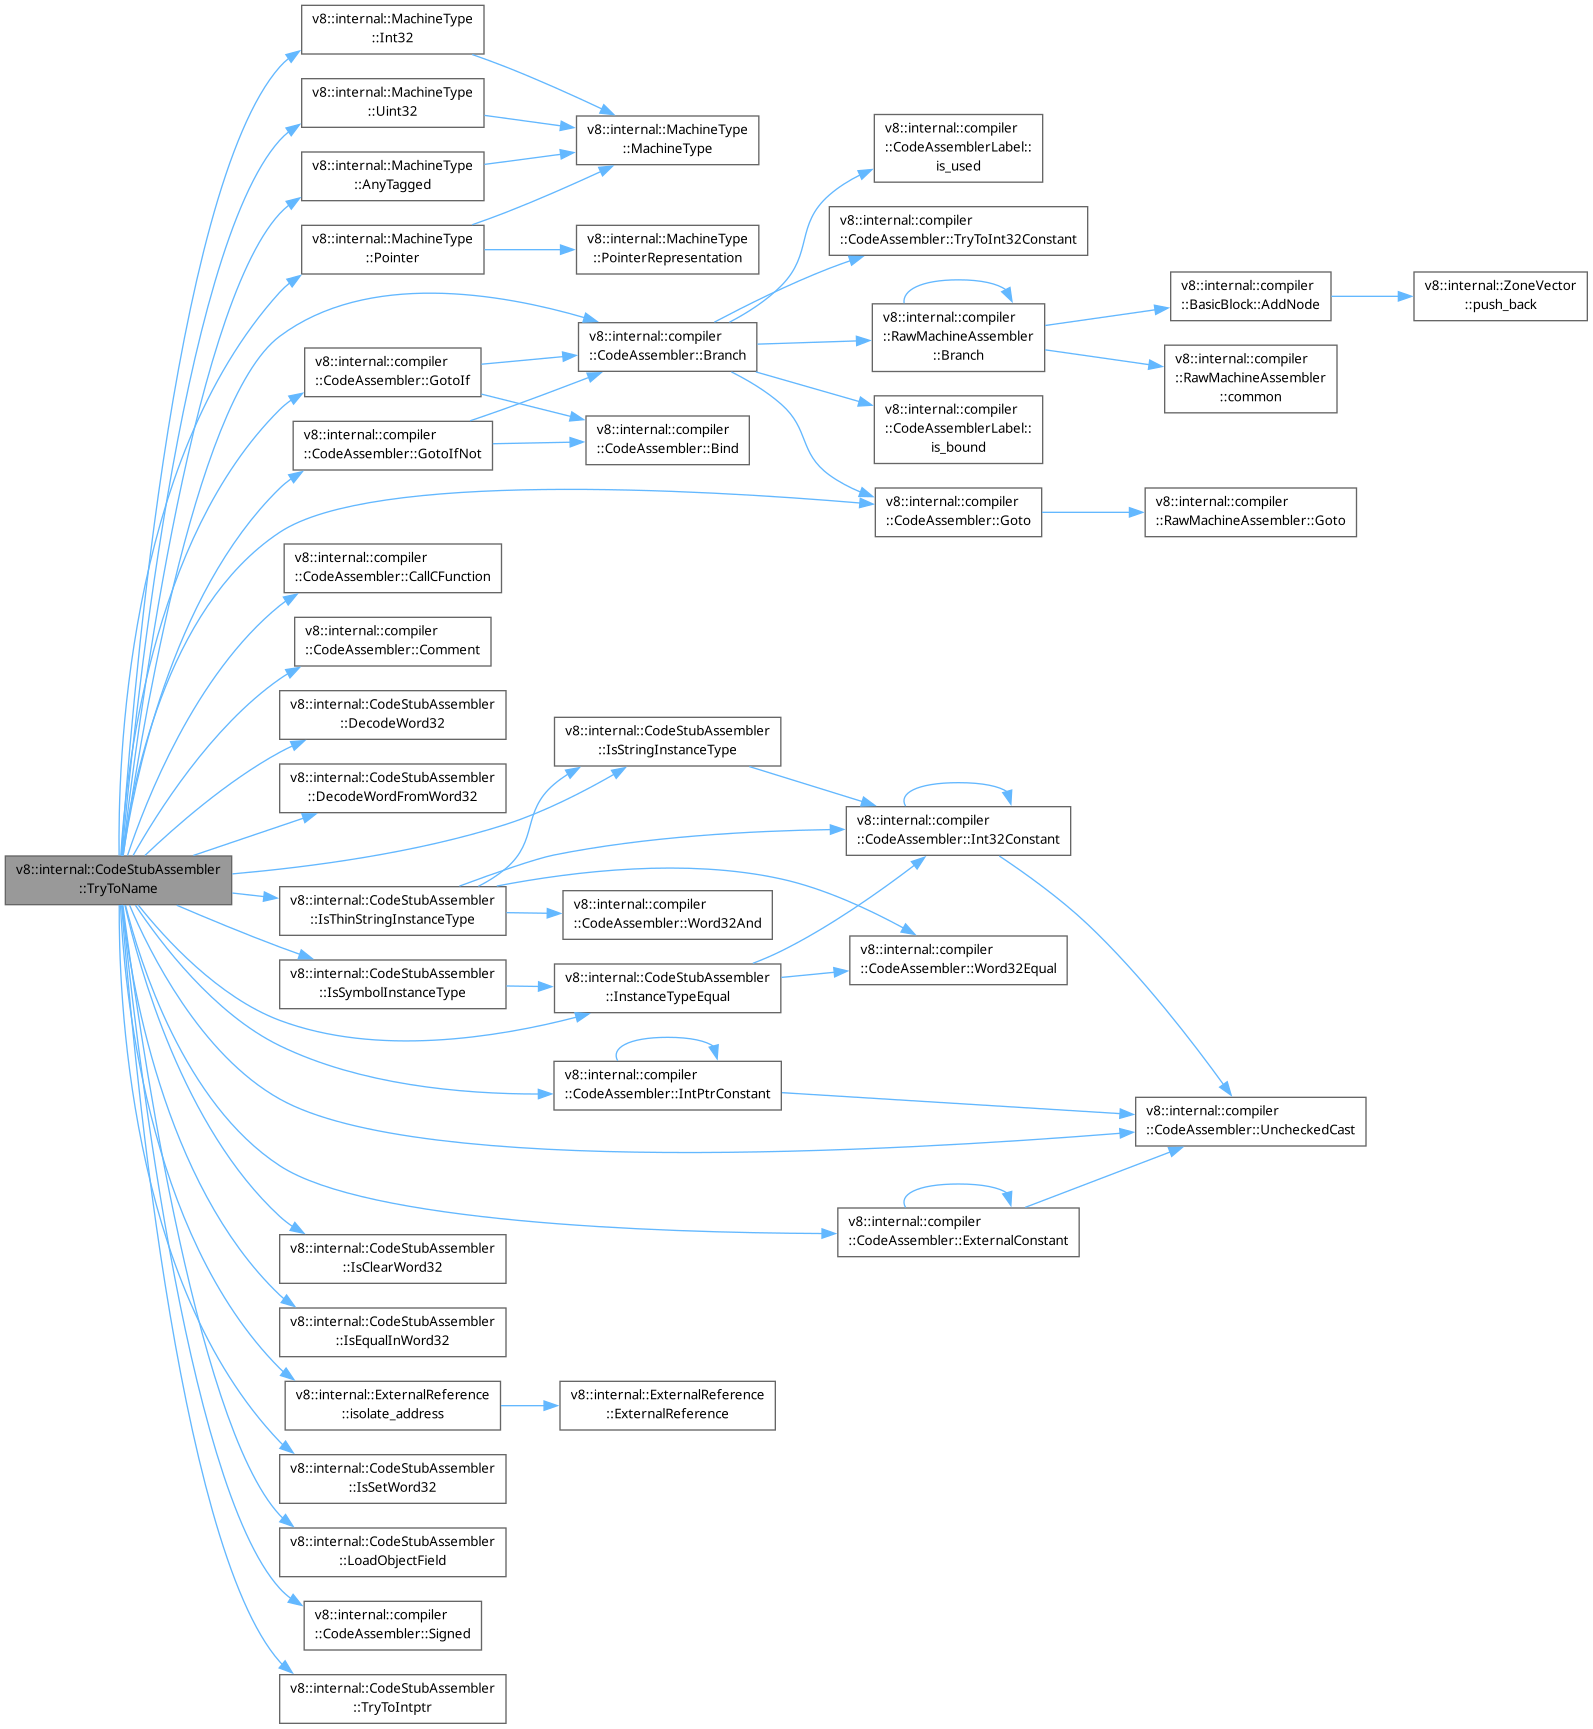 v8::internal::MachineType
::Int32
v8::internal::MachineType
::Uint32
v8::internal::MachineType
::MachineType
v8::internal::compiler
::CodeAssemblerLabel::
is_used
v8::internal::MachineType
::AnyTagged
v8::internal::compiler
::CodeAssembler::TryToInt32Constant
v8::internal::MachineType
::Pointer
v8::internal::MachineType
::PointerRepresentation
v8::internal::compiler
::BasicBlock::AddNode
v8::internal::ZoneVector
::push_back
v8::internal::compiler
::RawMachineAssembler
::Branch
v8::internal::compiler
::CodeAssembler::Branch
v8::internal::compiler
::CodeAssembler::GotoIf
v8::internal::compiler
::RawMachineAssembler
::common
v8::internal::compiler
::CodeAssemblerLabel::
is_bound
v8::internal::compiler
::CodeAssembler::GotoIfNot
v8::internal::compiler
::CodeAssembler::Bind
v8::internal::compiler
::CodeAssembler::Goto
v8::internal::compiler
::RawMachineAssembler::Goto
v8::internal::compiler
::CodeAssembler::CallCFunction
v8::internal::compiler
::CodeAssembler::Comment
v8::internal::CodeStubAssembler
::DecodeWord32
v8::internal::CodeStubAssembler
::IsStringInstanceType
v8::internal::CodeStubAssembler
::DecodeWordFromWord32
v8::internal::compiler
::CodeAssembler::Int32Constant
v8::internal::CodeStubAssembler
::TryToName
v8::internal::CodeStubAssembler
::IsThinStringInstanceType
v8::internal::compiler
::CodeAssembler::Word32And
v8::internal::compiler
::CodeAssembler::Word32Equal
v8::internal::CodeStubAssembler
::IsSymbolInstanceType
v8::internal::CodeStubAssembler
::InstanceTypeEqual
v8::internal::compiler
::CodeAssembler::IntPtrConstant
v8::internal::compiler
::CodeAssembler::UncheckedCast
v8::internal::compiler
::CodeAssembler::ExternalConstant
v8::internal::CodeStubAssembler
::IsClearWord32
v8::internal::CodeStubAssembler
::IsEqualInWord32
v8::internal::ExternalReference
::isolate_address
v8::internal::ExternalReference
::ExternalReference
v8::internal::CodeStubAssembler
::IsSetWord32
v8::internal::CodeStubAssembler
::LoadObjectField
v8::internal::compiler
::CodeAssembler::Signed
v8::internal::CodeStubAssembler
::TryToIntptr